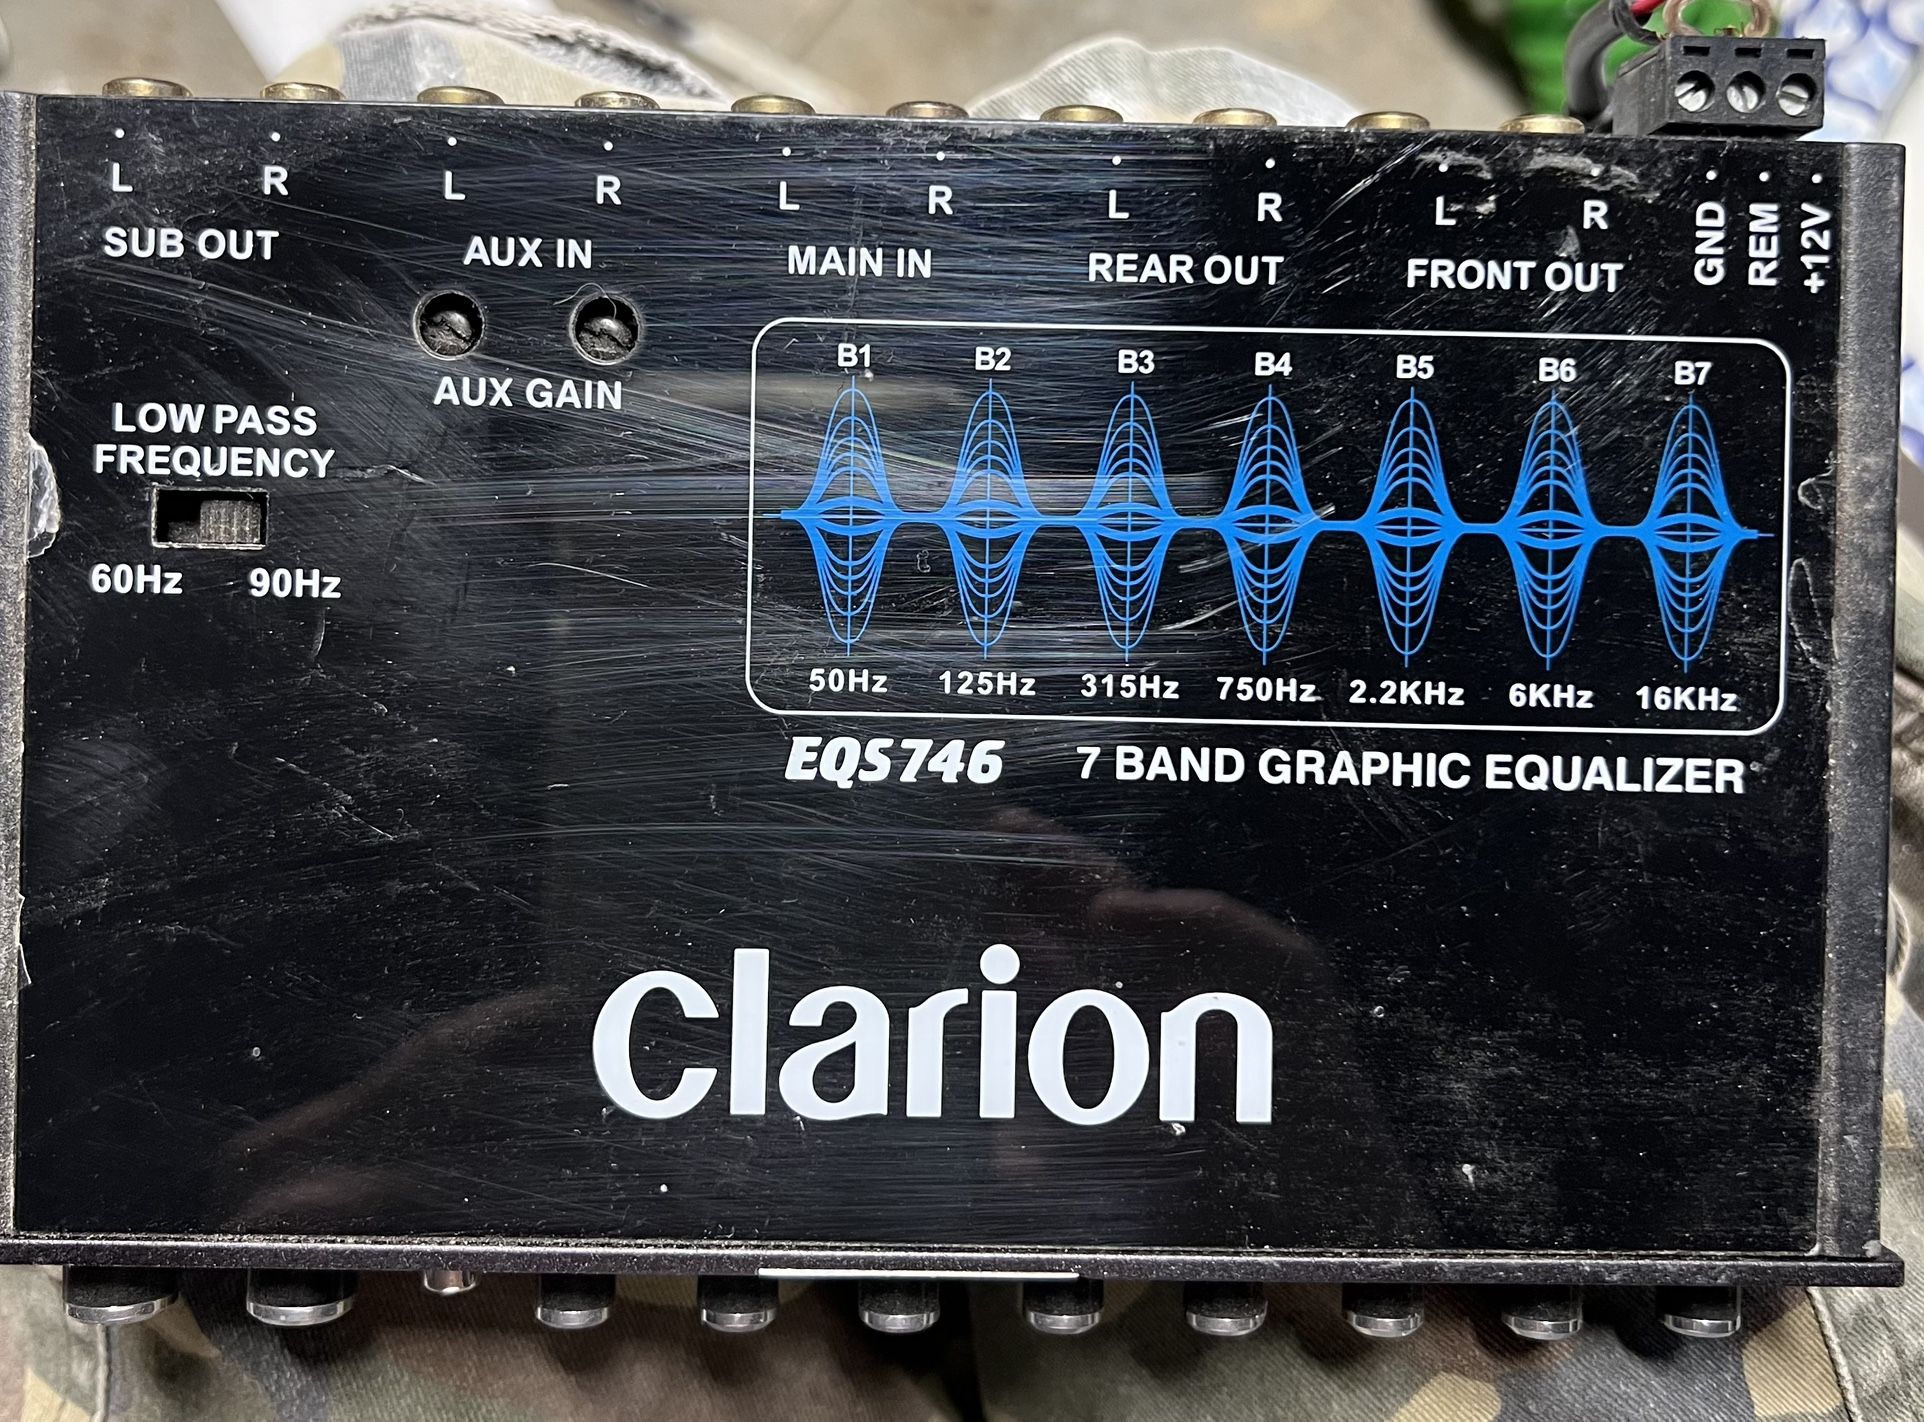 L R L R L R L R L R
SUB OUT AUX IN MAIN IN REAR OUT FRONT OUT
GND
REM
+12V
AUX GAIN
LOW PASS
FREQUENCY
60Hz 90Hz
B1 B2 B3 B4 B5 B6 B7
50Hz 125Hz 315Hz 750Hz 2.2KHz 6KHz 16KHz
EQS746 7 BAND GRAPHIC EQUALIZER
clarion